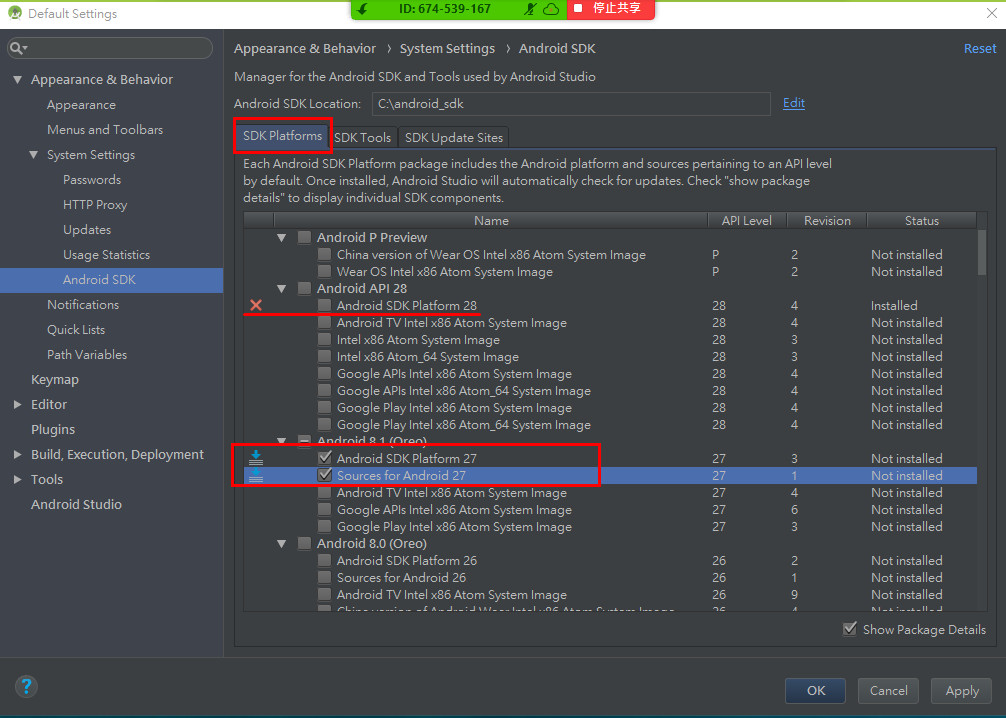 Default Settings
ID: 674-539-167
停止共享
Appearance & Behavior
Appearance
Menus and Toolbars
System Settings
Passwords
HTTP Proxy
Updates
Usage Statistics
Android SDK
Notifications
Quick Lists
Path Variables
Keymap
Editor
Plugins
Build, Execution, Deployment
Tools
Android Studio
Appearance & Behavior › System Settings › Android SDK
Reset
Manager for the Android SDK and Tools used by Android Studio
Android SDK Location: C:\android_sdk Edit
SDK Platforms SDK Tools SDK Update Sites
Each Android SDK Platform package includes the Android platform and sources pertaining to an API level
by default. Once installed, Android Studio will automatically check for updates. Check "show package
details" to display individual SDK components.
Name API Level Revision Status
Android P Preview
China version of Wear OS Intel x86 Atom System Image P 2 Not installed
Wear OS Intel x86 Atom System Image P 2 Not installed
Android API 28
Android SDK Platform 28 28 4 Installed
Android TV Intel x86 Atom System Image 28 4 Not installed
Intel x86 Atom System Image 28 3 Not installed
Intel x86 Atom_64 System Image 28 3 Not installed
Google APIs Intel x86 Atom System Image 28 4 Not installed
Google APIs Intel x86 Atom_64 System Image 28 4 Not installed
Google Play Intel x86 Atom System Image 28 4 Not installed
Google Play Intel x86 Atom_64 System Image 28 4 Not installed
Android 8.1 (Oreo)
Android SDK Platform 27 27 3 Not installed
Sources for Android 27 27 1 Not installed
Android TV Intel x86 Atom System Image 27 4 Not installed
Google APIs Intel x86 Atom System Image 27 6 Not installed
Google Play Intel x86 Atom System Image 27 3 Not installed
Android 8.0 (Oreo)
Android SDK Platform 26 26 2 Not installed
Sources for Android 26 26 1 Not installed
Android TV Intel x86 Atom System Image 26 9 Not installed
China version of Android Wear Intel x86 Atom System Image 26 4 Not installed
Show Package Details
?
OK Cancel Apply